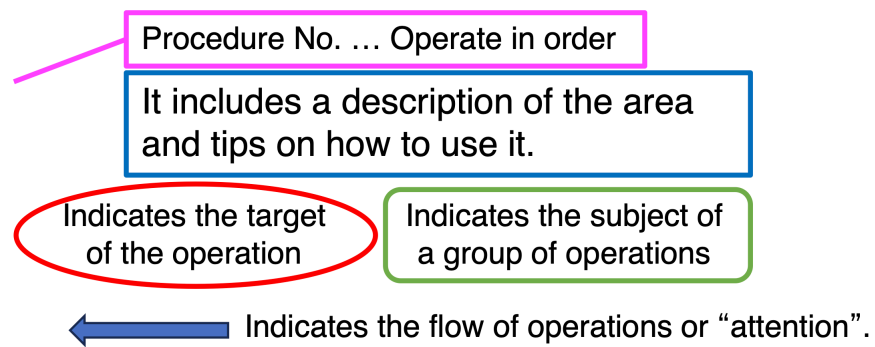 Procedure No. … Operate in order
It includes a description of the area
and tips on how to use it.
Indicates the target
of the operation
Indicates the subject of
a group of operations
Indicates the flow of operations or “attention”.